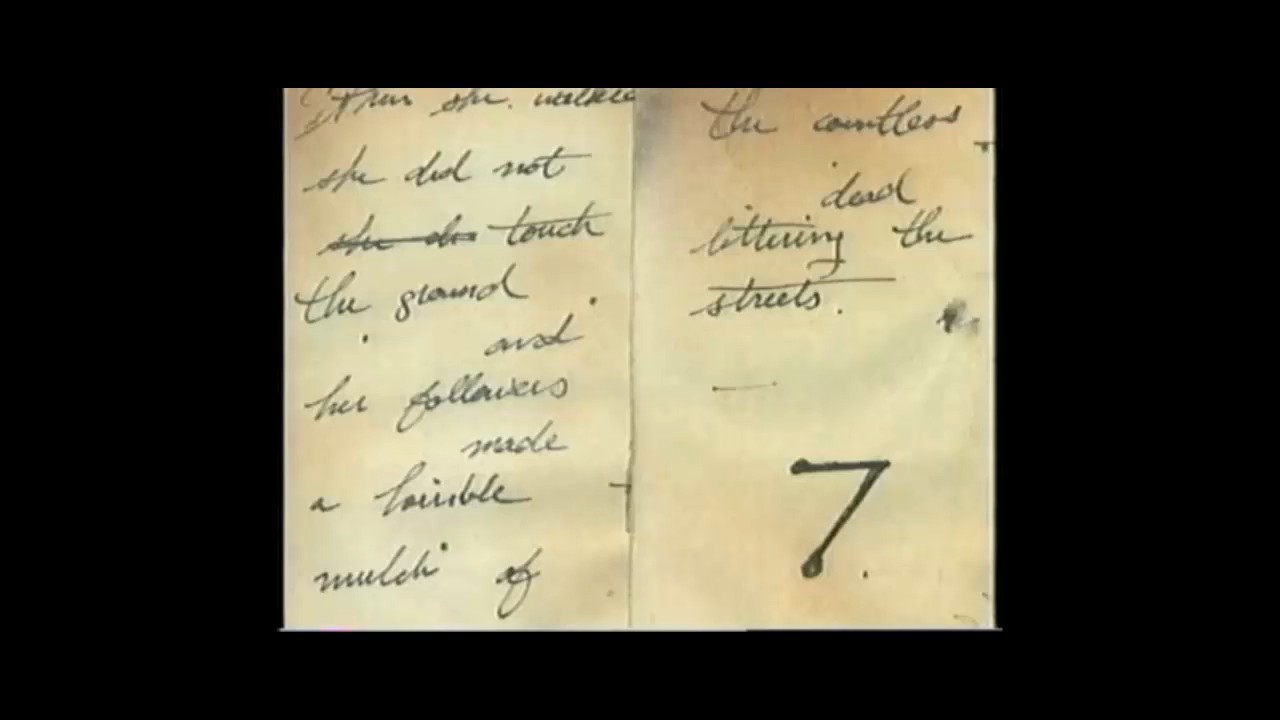 she did not
she di touch
the ground
and
her followers
made
a horrible
mulch of
the countless
dead
littering the
streets.
7.